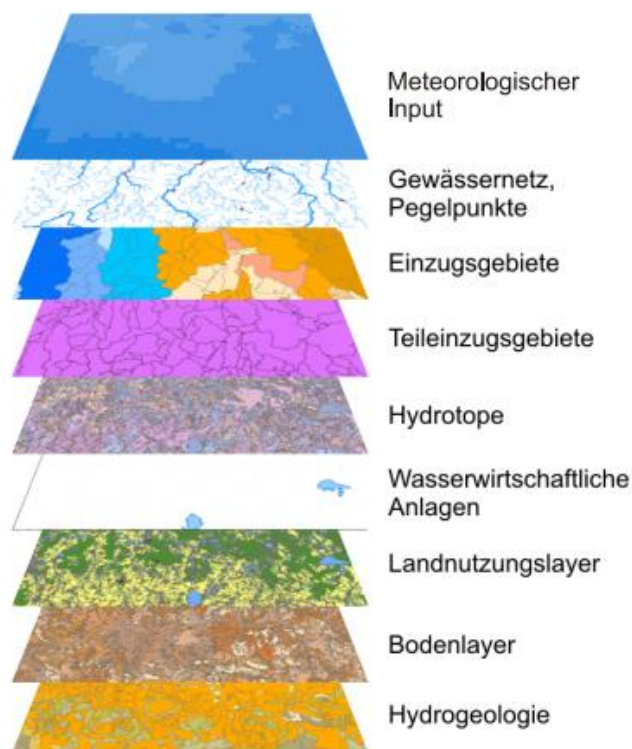 Meteorologischer
Input
Gewässernetz,
Pegelpunkte
Einzugsgebiete
Teileinzugsgebiete
Hydrotope
Wasserwirtschaftliche
Anlagen
Landnutzungslayer
Bodenlayer
Hydrogeologie